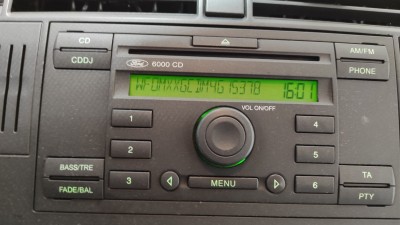 CD
CDDJ
Ford 6000 CD
AM/FM
PHONE
16:01
VOL ON/OFF
1
2
3
4
5
6
BASS/TRE
FADE/BAL
MENU
TA
PTY